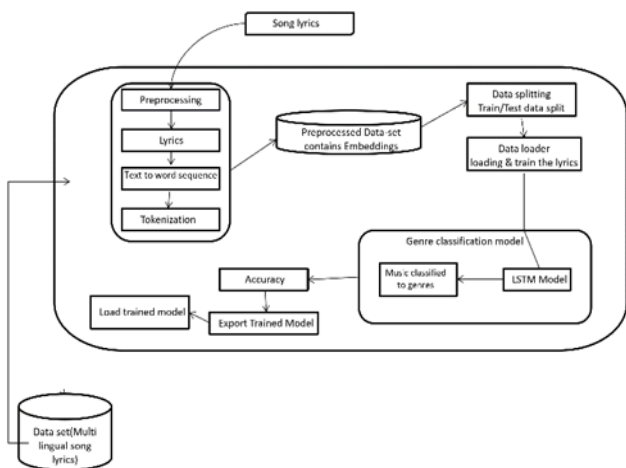 Song lyrics
Preprocessing
Lyrics
Text to word sequence
Tokenization
Preprocessed Data-set
contains Embeddings
Data splitting
Train/Test data split
Data loader
loading & train the lyrics
Genre classification model
Music classified
to genres
LSTM Model
Accuracy
Export Trained Model
Load trained model
Data set(Multi
lingual song
lyrics)